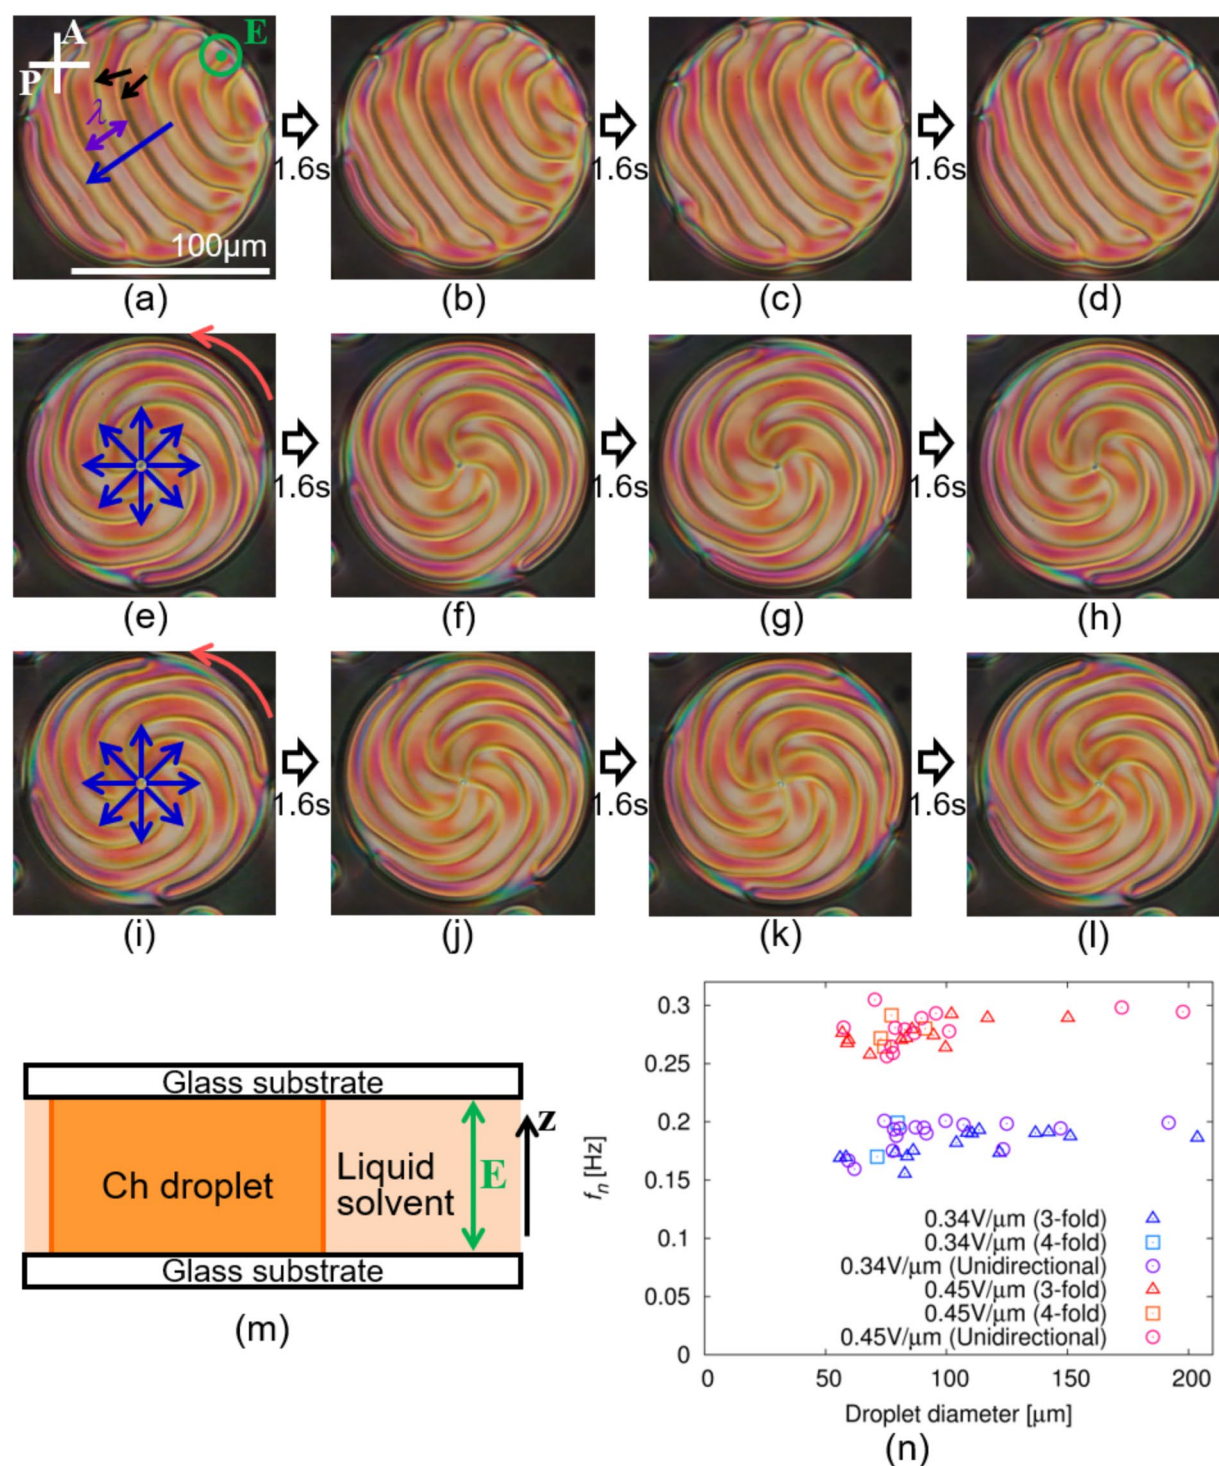 A
P
E
λ
100μm
1.6s
1.6s
1.6s
(a)
(b)
(c)
(d)
1.6s
1.6s
1.6s
(e)
(f)
(g)
(h)
1.6s
1.6s
1.6s
(i)
(j)
(k)
(l)
Glass substrate
Ch droplet
Liquid
solvent
E
z
Glass substrate
(m)
0.3
0.25
0.2
0.15
0.1
0.05
0
fn [Hz]
0.34V/μm (3-fold)
0.34V/μm (4-fold)
0.34V/μm (Unidirectional)
0.45V/μm (3-fold)
0.45V/μm (4-fold)
0.45V/μm (Unidirectional)
0 50 100 150 200
Droplet diameter [μm]
(n)